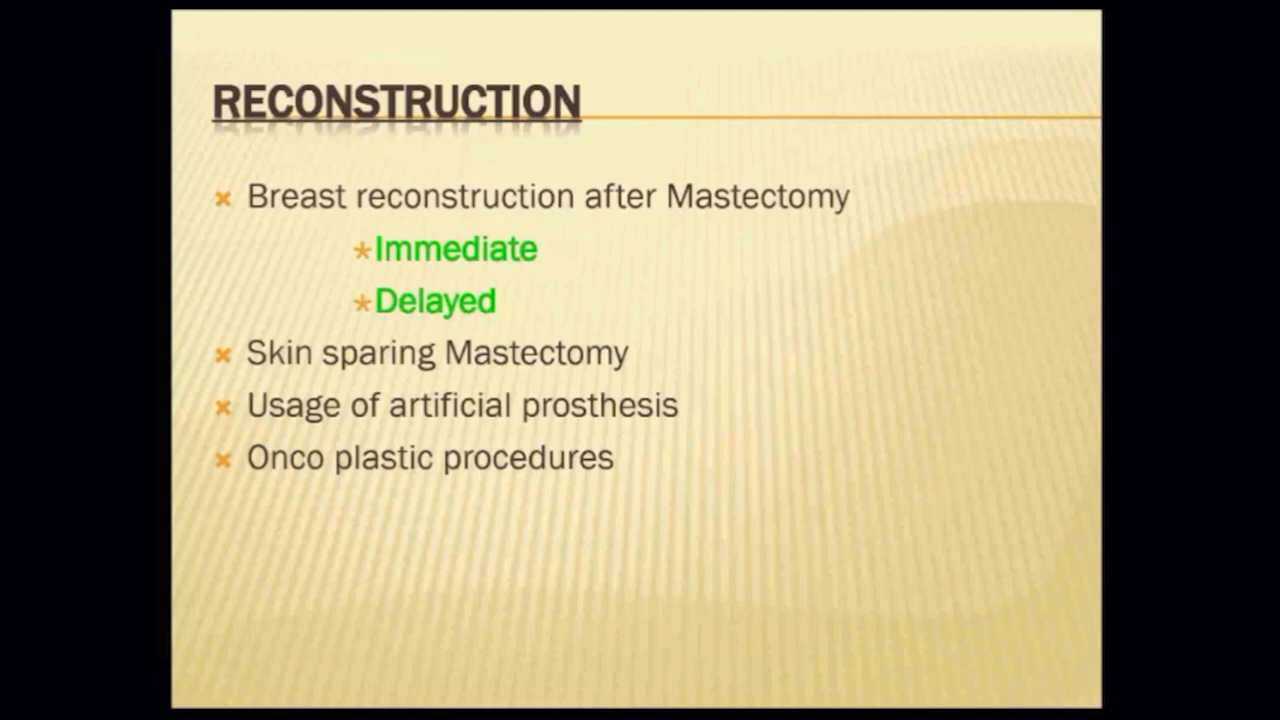 RECONSTRUCTION
Breast reconstruction after Mastectomy
*Immediate
*Delayed
Skin sparing Mastectomy
Usage of artificial prosthesis
Onco plastic procedures